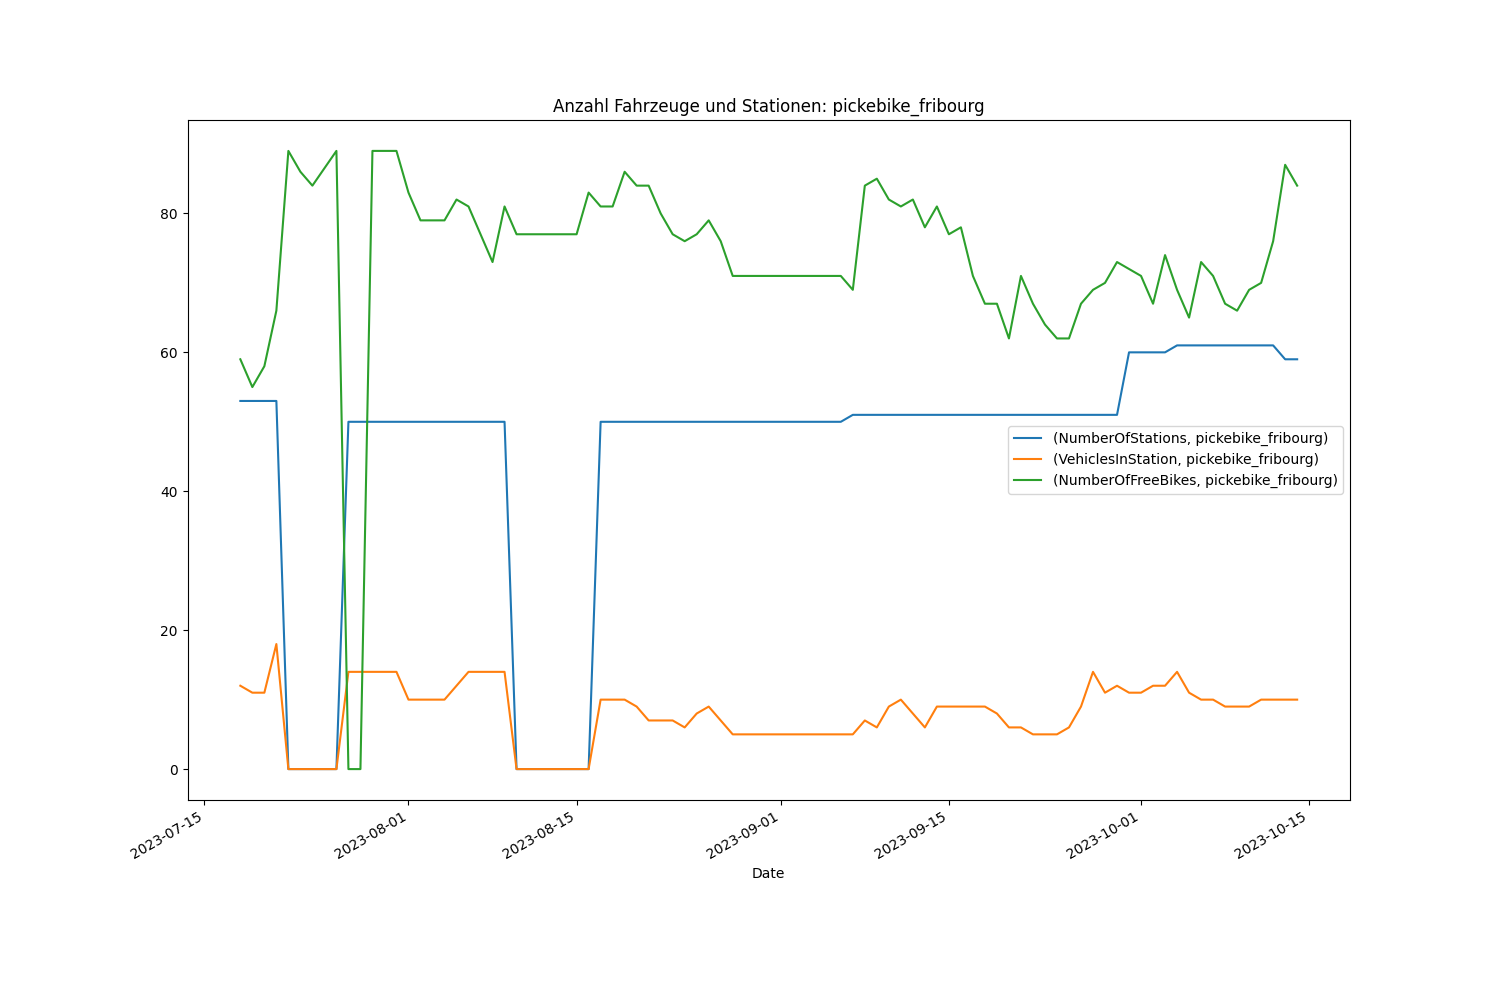 Anzahl Fahrzeuge und Stationen: pickebike_fribourg
80
60
40
20
0
(NumberOfStations, pickebike_fribourg)
(VehiclesInStation, pickebike_fribourg)
(NumberOfFreeBikes, pickebike_fribourg)
2023-07-15
2023-08-01
2023-08-15
2023-09-01
2023-09-15
2023-10-01
2023-10-15
Date